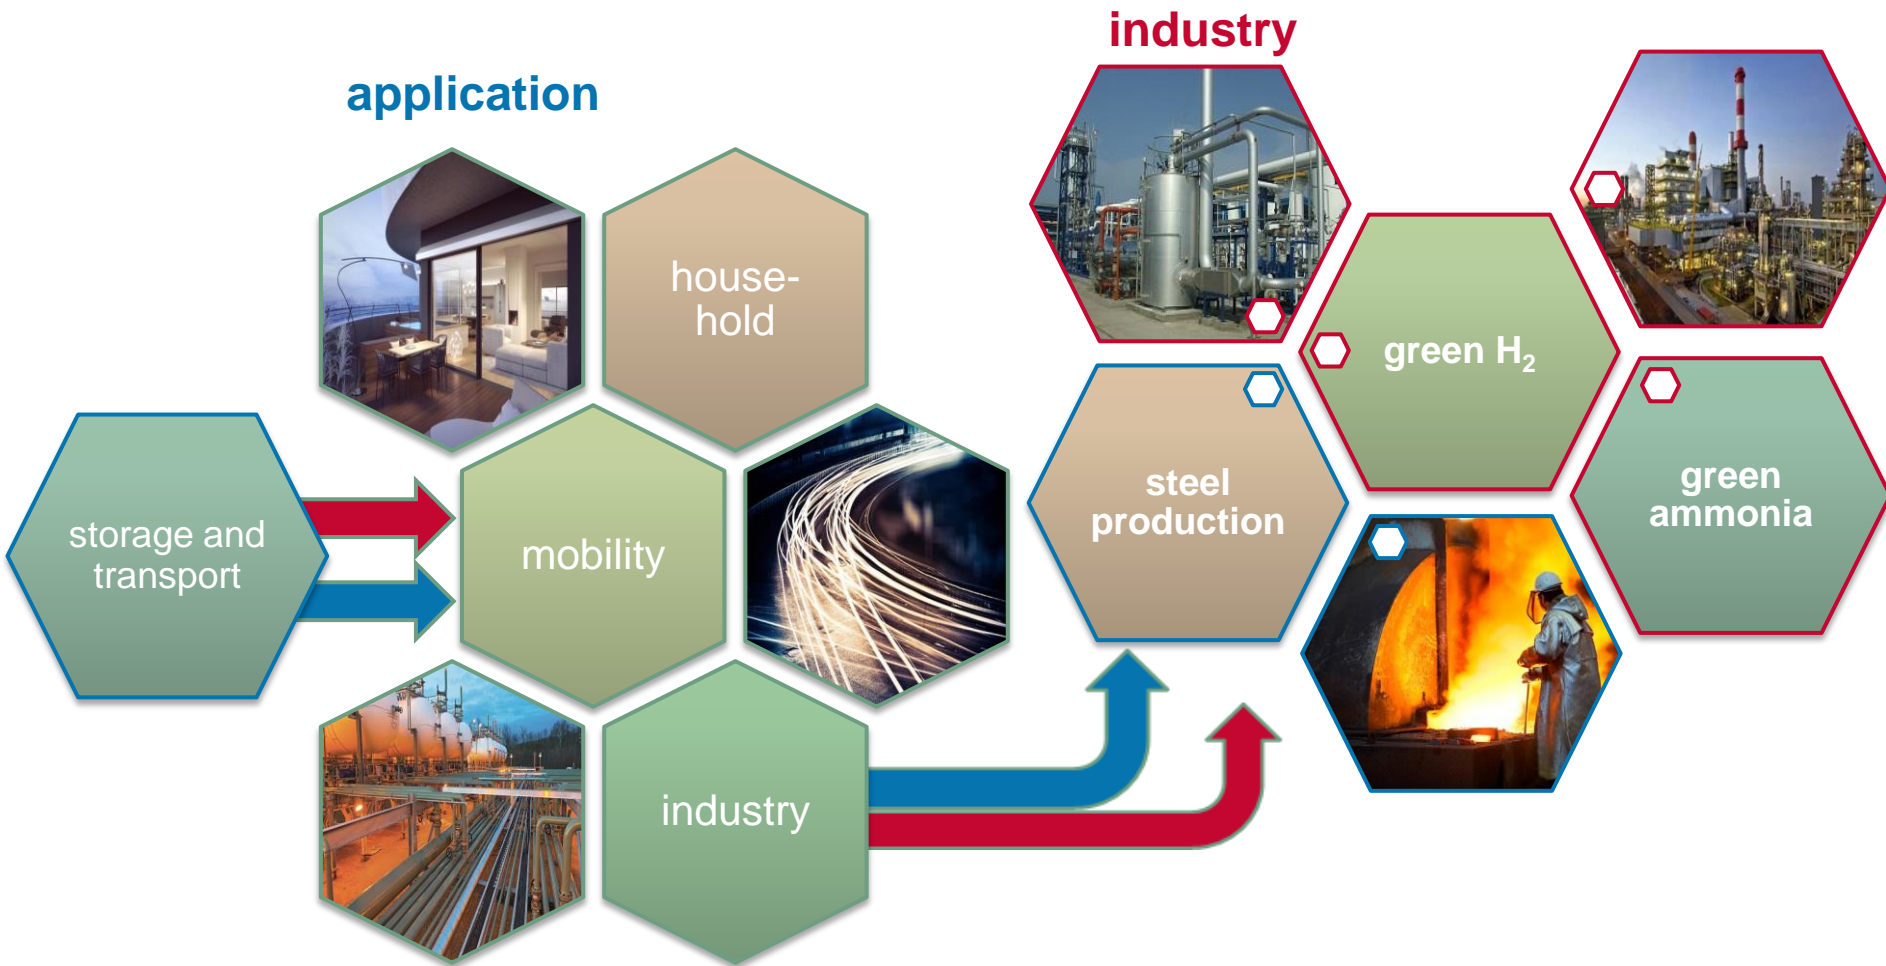 industry
application
house-
hold
green H₂
steel
production
green
ammonia
storage and
transport
mobility
industry